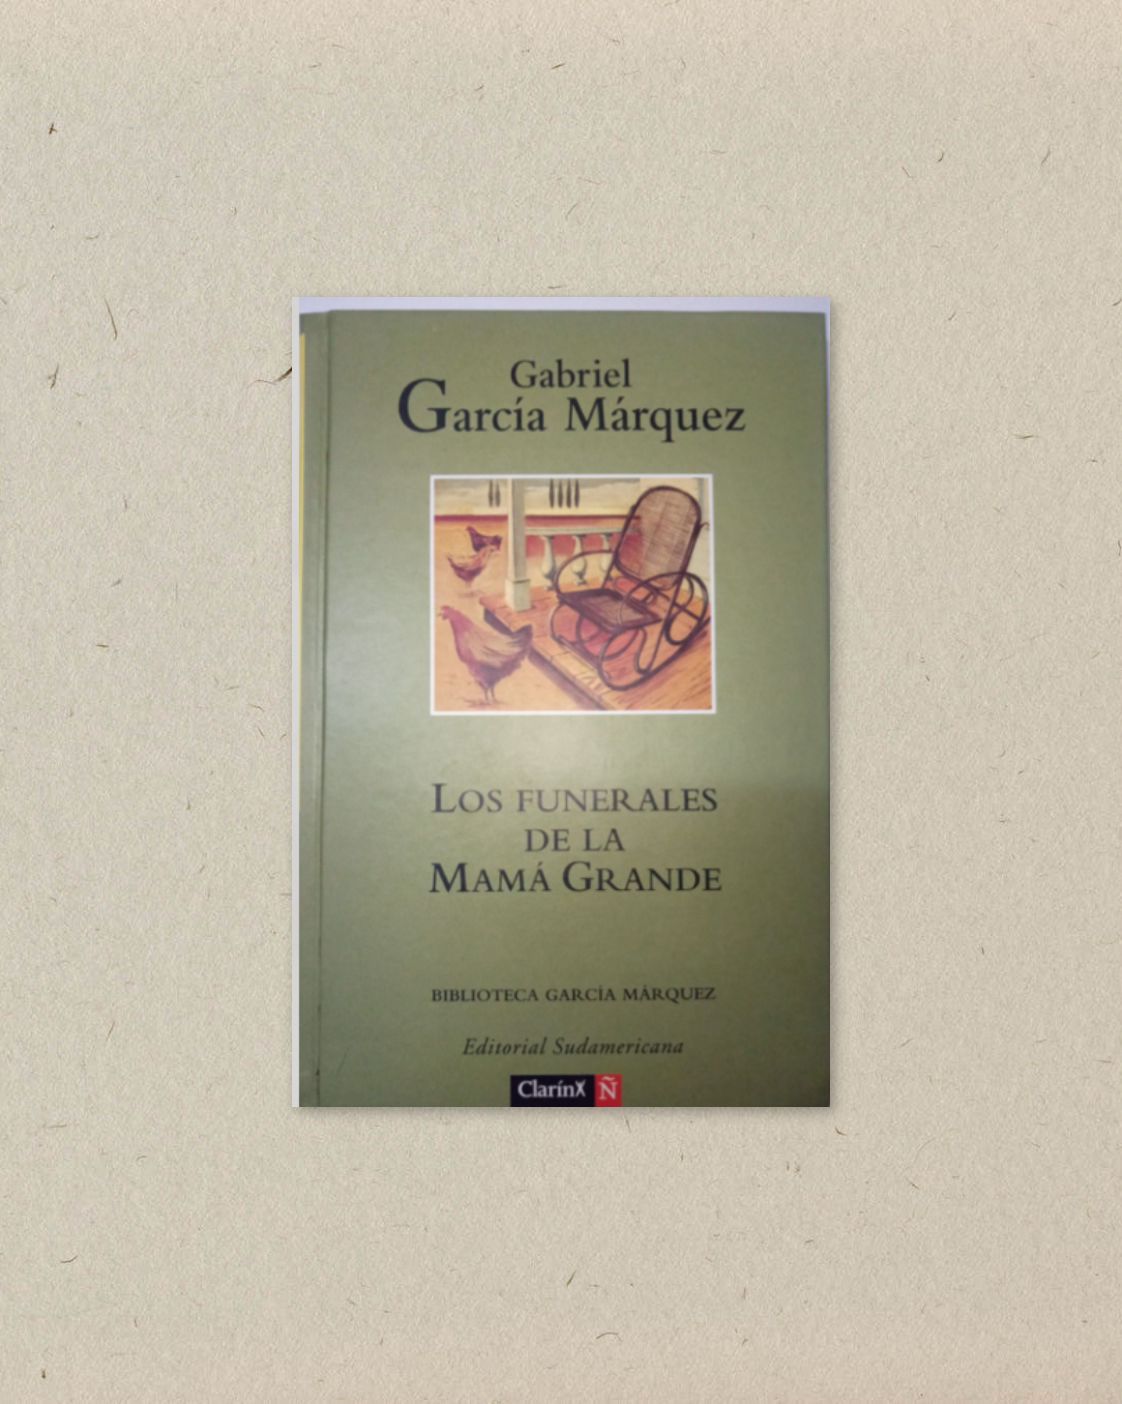 Gabriel
García Márquez
LOS FUNERALES
DE LA
MAMÁ GRANDE
BIBLIOTECA GARCÍA MÁRQUEZ
Editorial Sudamericana
Clarín Ñ